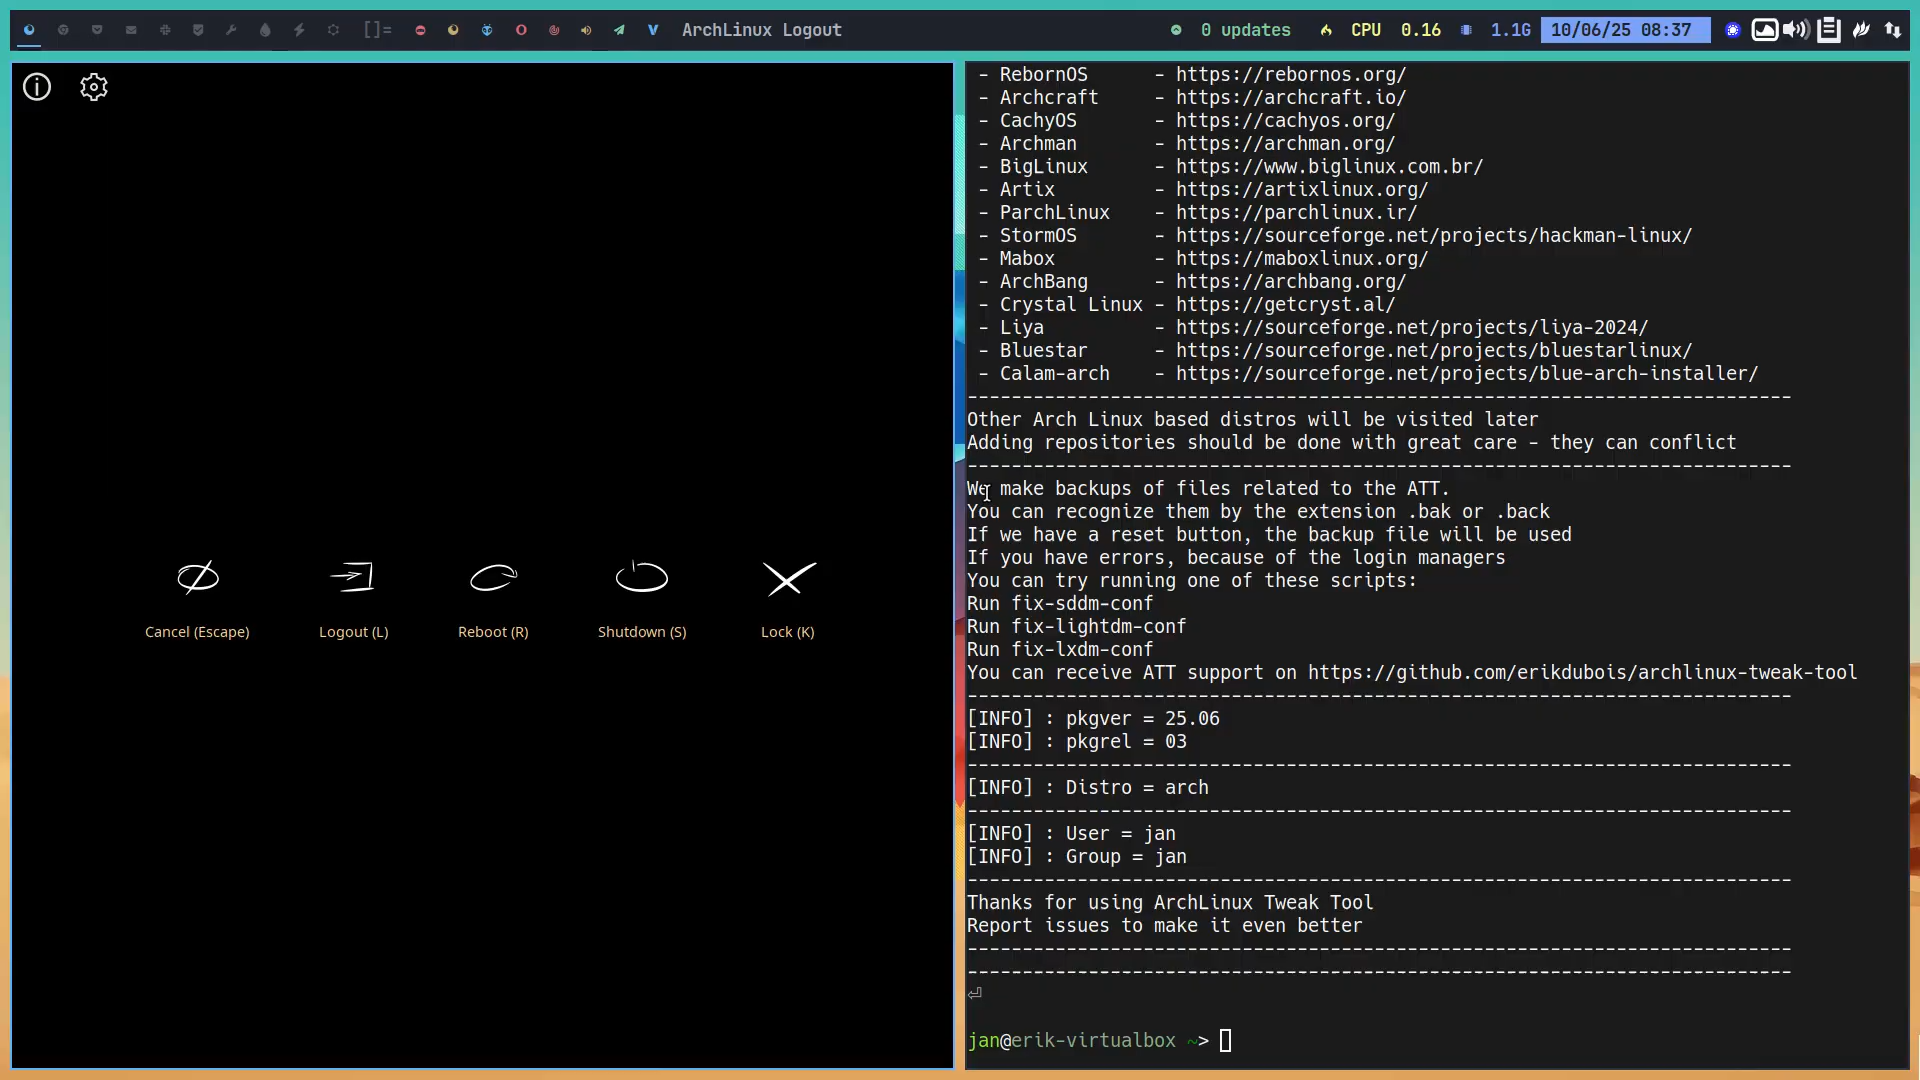 []= ArchLinux Logout 0 updates CPU 0.16 1.1G 10/06/25 08:37
Cancel (Escape) Logout (L) Reboot (R) Shutdown (S) Lock (K)
- RebornOS - https://rebornos.org/
- Archcraft - https://archcraft.io/
- CachyOS - https://cachyos.org/
- Archman - https://archman.org/
- BigLinux - https://www.biglinux.com.br/
- Artix - https://artixlinux.org/
- ParchLinux - https://parchlinux.ir/
- StormOS - https://sourceforge.net/projects/hackman-linux/
- Mabox - https://maboxlinux.org/
- ArchBang - https://archbang.org/
- Crystal Linux - https://getcryst.al/
- Liya - https://sourceforge.net/projects/liya-2024/
- Bluestar - https://sourceforge.net/projects/bluestarlinux/
- Calam-arch - https://sourceforge.net/projects/blue-arch-installer/
---------------------------------------------------------------------------
Other Arch Linux based distros will be visited later
Adding repositories should be done with great care - they can conflict
---------------------------------------------------------------------------
We make backups of files related to the ATT.
You can recognize them by the extension .bak or .back
If we have a reset button, the backup file will be used
If you have errors, because of the login managers
You can try running one of these scripts:
Run fix-sddm-conf
Run fix-lightdm-conf
Run fix-lxdm-conf
You can receive ATT support on https://github.com/erikdubois/archlinux-tweak-tool
---------------------------------------------------------------------------
[INFO] : pkgver = 25.06
[INFO] : pkgrel = 03
---------------------------------------------------------------------------
[INFO] : Distro = arch
---------------------------------------------------------------------------
[INFO] : User = jan
[INFO] : Group = jan
---------------------------------------------------------------------------
Thanks for using ArchLinux Tweak Tool
Report issues to make it even better
---------------------------------------------------------------------------
---------------------------------------------------------------------------
⏎
jan@erik-virtualbox ~>